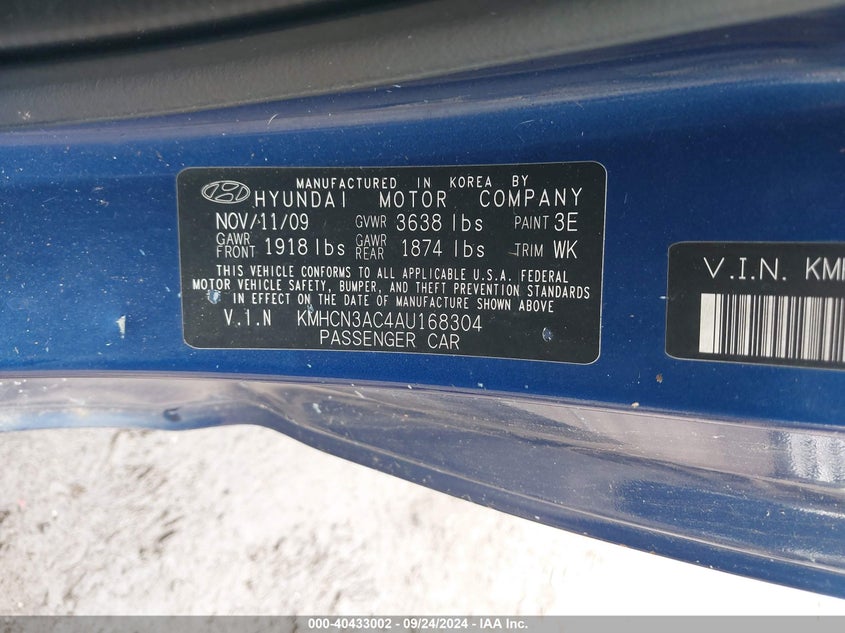 MANUFACTURED IN KOREA BY
HYUNDAI MOTOR COMPANY
NOV/11/09 GVWR 3638 lbs PAINT 3E
GAWR FRONT 1918 lbs GAWR REAR 1874 lbs TRIM WK
THIS VEHICLE CONFORMS TO ALL APPLICABLE U.S.A. FEDERAL
MOTOR VEHICLE SAFETY, BUMPER, AND THEFT PREVENTION STANDARDS
IN EFFECT ON THE DATE OF MANUFACTURE SHOWN ABOVE
V.I.N KMHCN3AC4AU168304
PASSENGER CAR
V.I.N. KMH
000-40433002 - 09/24/2024 - IAA Inc.